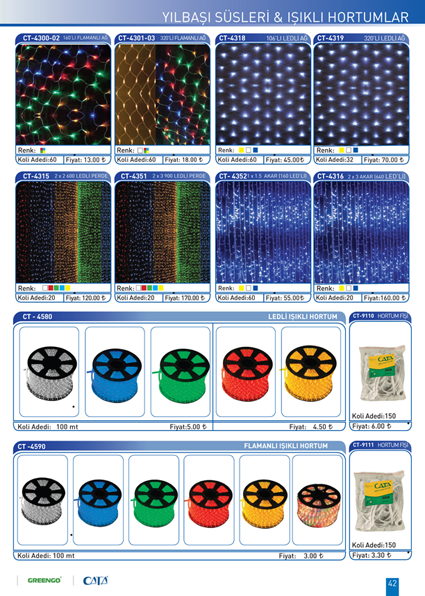 YILBAŞI SÜSLERİ & IŞIKLI HORTUMLAR
CT-4300-02 160'LI FLAMANLI AĞ
Renk:
Koli Adedi:60 Fiyat: 13.00 ₺
CT-4301-03 320'Lİ FLAMANLI AĞ
Renk:
Koli Adedi:60 Fiyat: 18.00 ₺
CT-4318 106'LI LEDLİ AĞ
Renk:
Koli Adedi:60 Fiyat: 45.00₺
CT-4319 320'Lİ LEDLİ AĞ
Renk:
Koli Adedi:32 Fiyat: 70.00 ₺
CT-4315 2 x 2 600 LEDLİ PERDE
Renk:
Koli Adedi:20 Fiyat: 120.00 ₺
CT-4351 2 x 3 900 LEDLİ PERDE
Renk:
Koli Adedi:20 Fiyat: 170.00 ₺
CT-4352 1 x 1.5 AKAR (160 LED'Lİ)
Renk:
Koli Adedi:60 Fiyat: 55.00₺
CT-4316 2 x 3 AKAR (640 LED'Lİ)
Renk:
Koli Adedi:20 Fiyat:160.00 ₺
CT - 4580 LEDLİ IŞIKLI HORTUM
Koli Adedi: 100 mt Fiyat:5.00 ₺ Fiyat: 4.50 ₺
CT-9110 HORTUM FİŞİ
CATA
Koli Adedi:150
Fiyat: 6.00 ₺
CT -4590 FLAMANLI IŞIKLI HORTUM
Koli Adedi: 100 mt Fiyat: 3.00 ₺
CT-9111 HORTUM FİŞİ
CATA
Koli Adedi:150
Fiyat: 3.30 ₺
GREENGO CATA 42